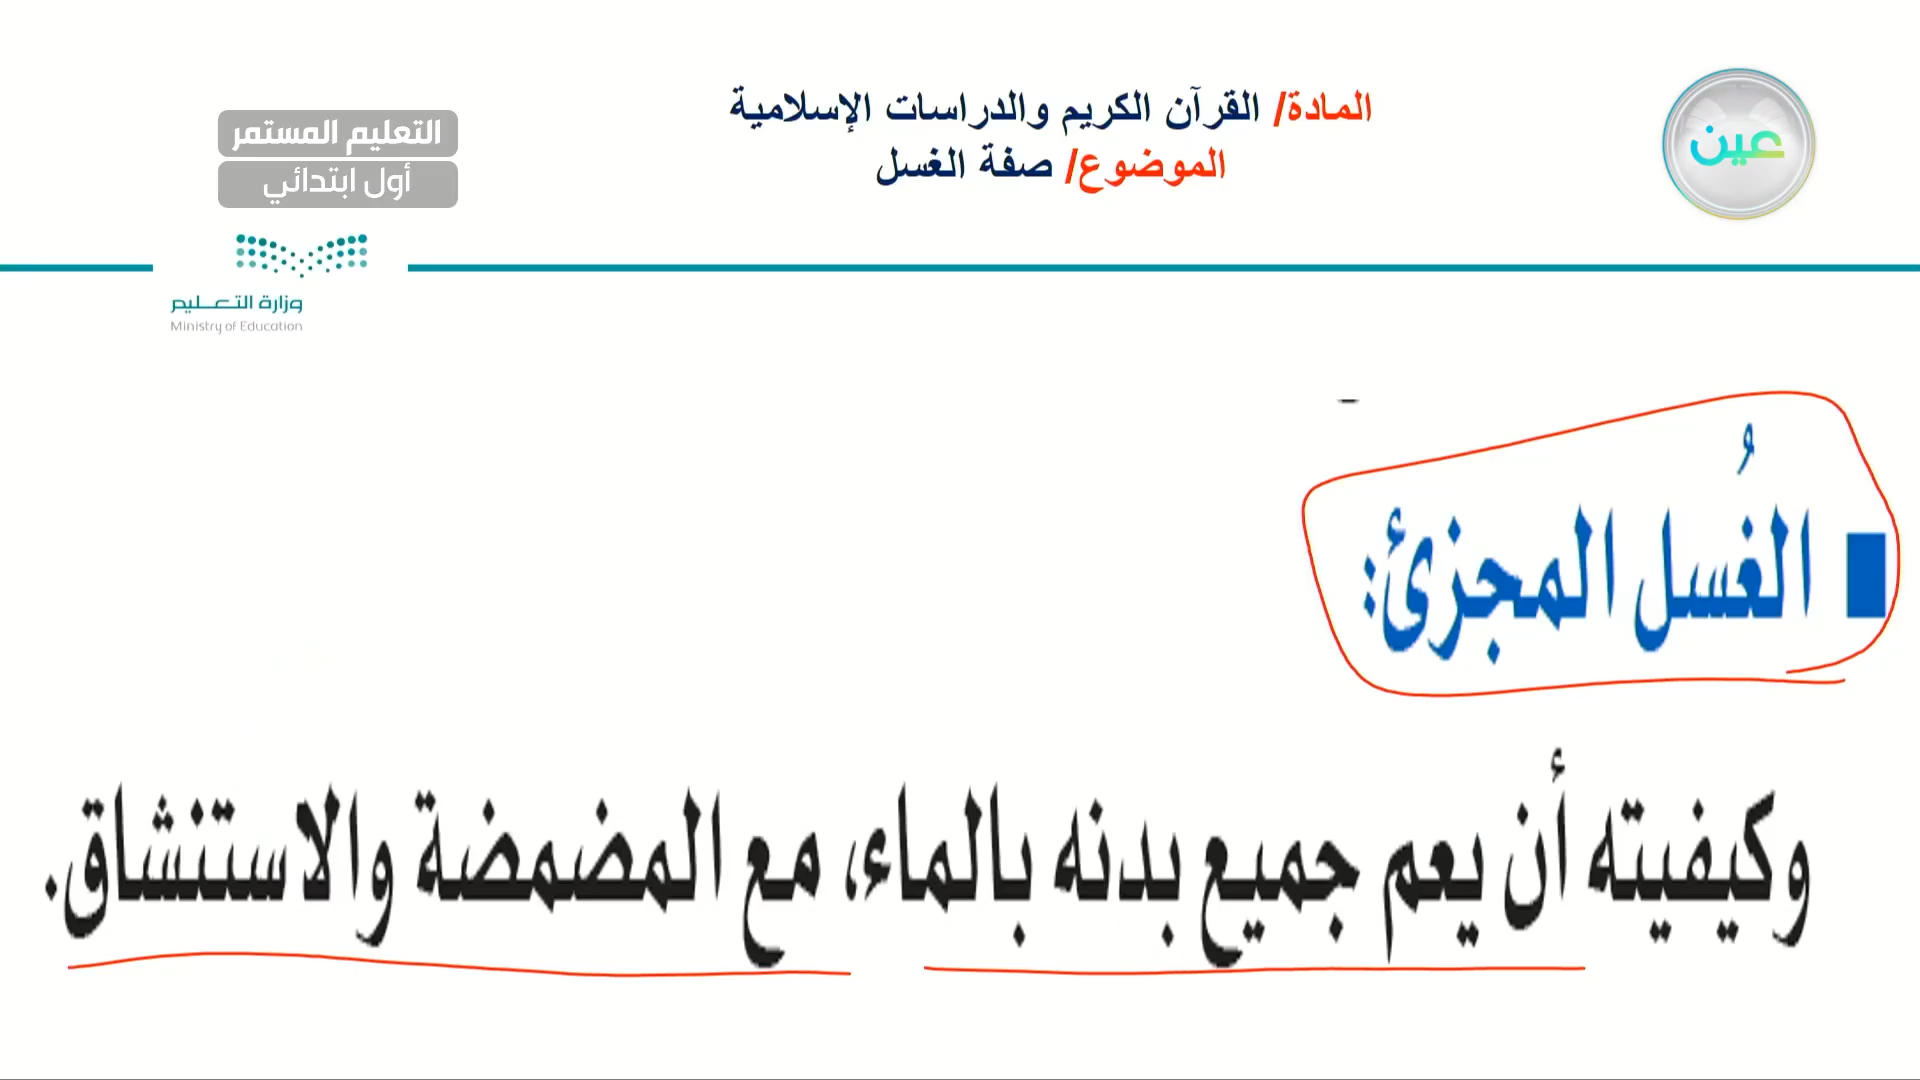 المادة/ القرآن الكريم والدراسات الإسلامية
الموضوع/ صفة الغسل
عين
التعليم المستمر
أول ابتدائي
وزارة التعليم
Ministry of Education
الغُسل المجزئ:
وكيفيته أن يعم جميع بدنه بالماء، مع المضمضة والاستنشاق.